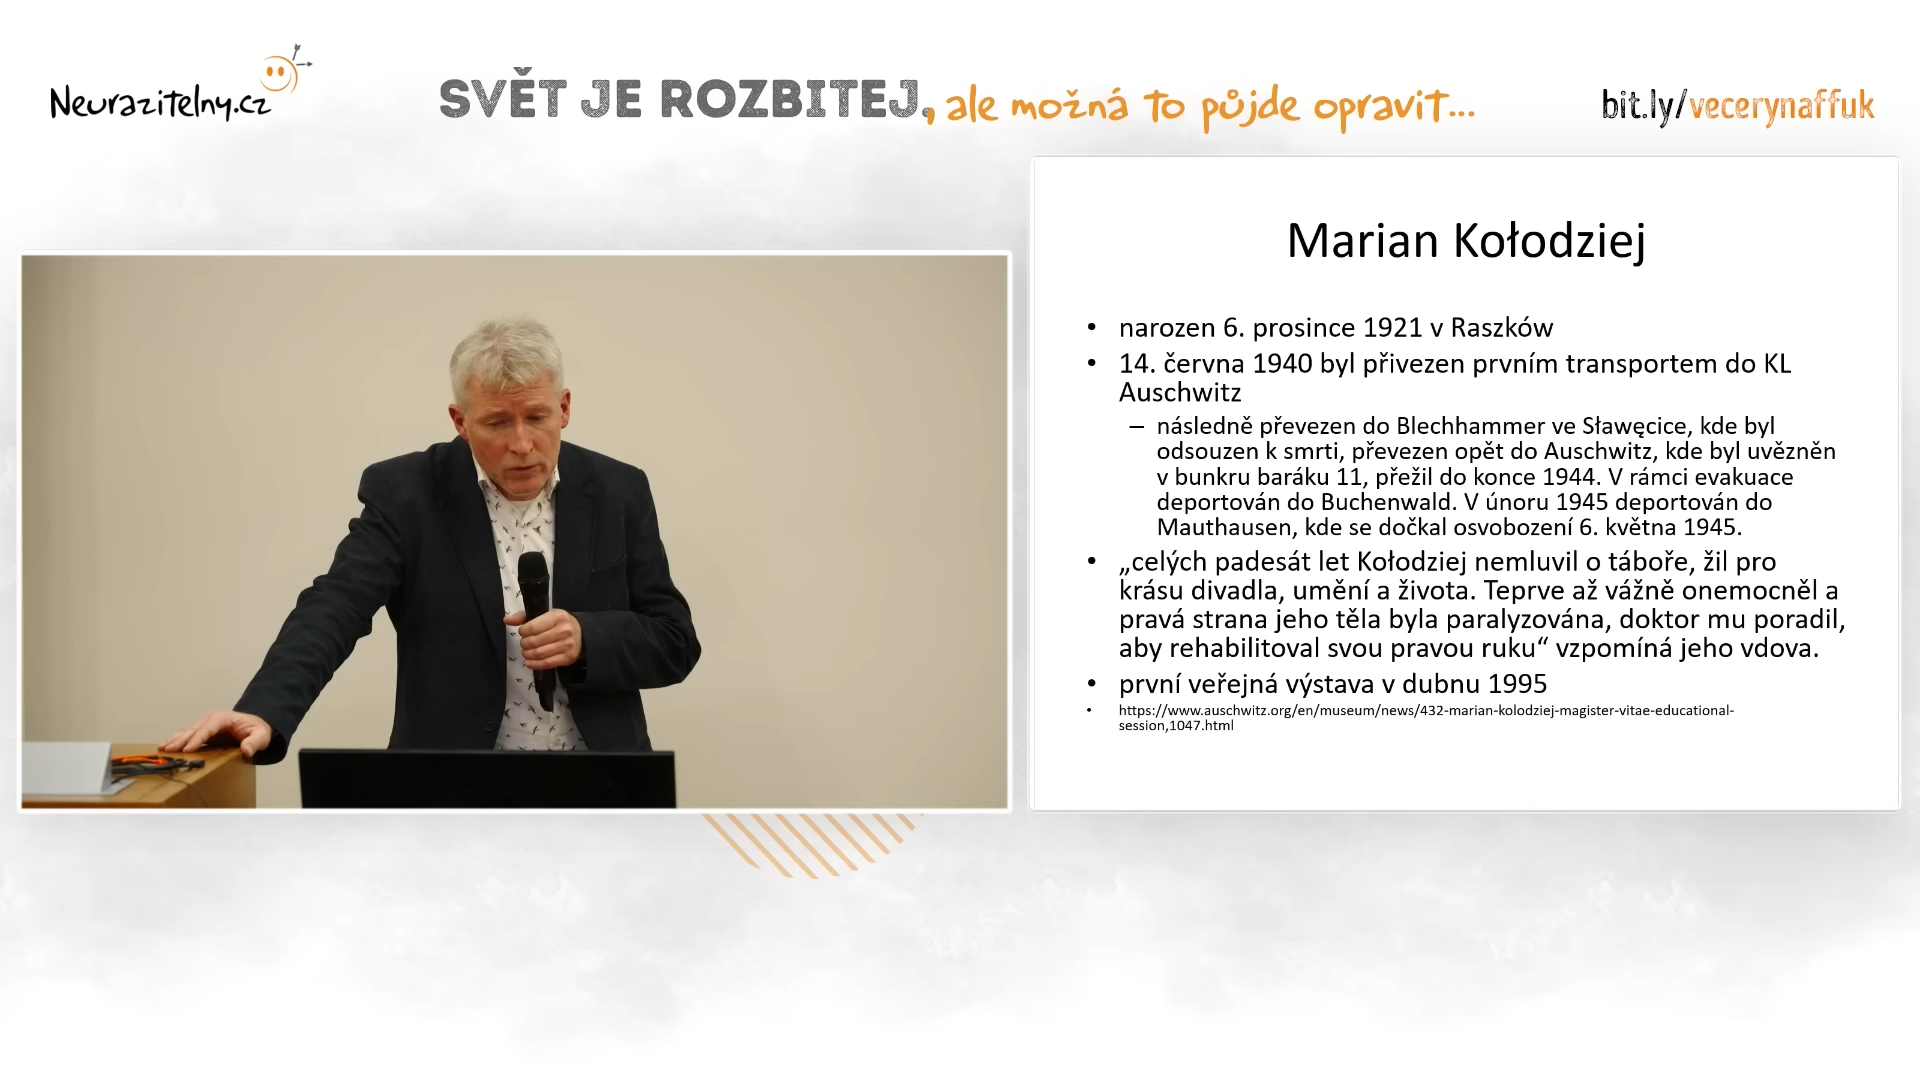 Neurazitelny.cz
SVĚT JE ROZBITEJ, ale možná to půjde opravit...
bit.ly/vecerynaffuk
Marian Kołodziej
• narozen 6. prosince 1921 v Raszków
• 14. června 1940 byl přivezen prvním transportem do KL
Auschwitz
– následně převezen do Blechhammer ve Sławęcice, kde byl
odsouzen k smrti, převezen opět do Auschwitz, kde byl uvězněn
v bunkru baráku 11, přežil do konce 1944. V rámci evakuace
deportován do Buchenwald. V únoru 1945 deportován do
Mauthausen, kde se dočkal osvobození 6. května 1945.
• „celých padesát let Kołodziej nemluvil o táboře, žil pro
krásu divadla, umění a života. Teprve až vážně onemocněl a
pravá strana jeho těla byla paralyzována, doktor mu poradil,
aby rehabilitoval svou pravou ruku“ vzpomíná jeho vdova.
• první veřejná výstava v dubnu 1995
• https://www.auschwitz.org/en/museum/news/432-marian-kolodziej-magister-vitae-educational-
session,1047.html